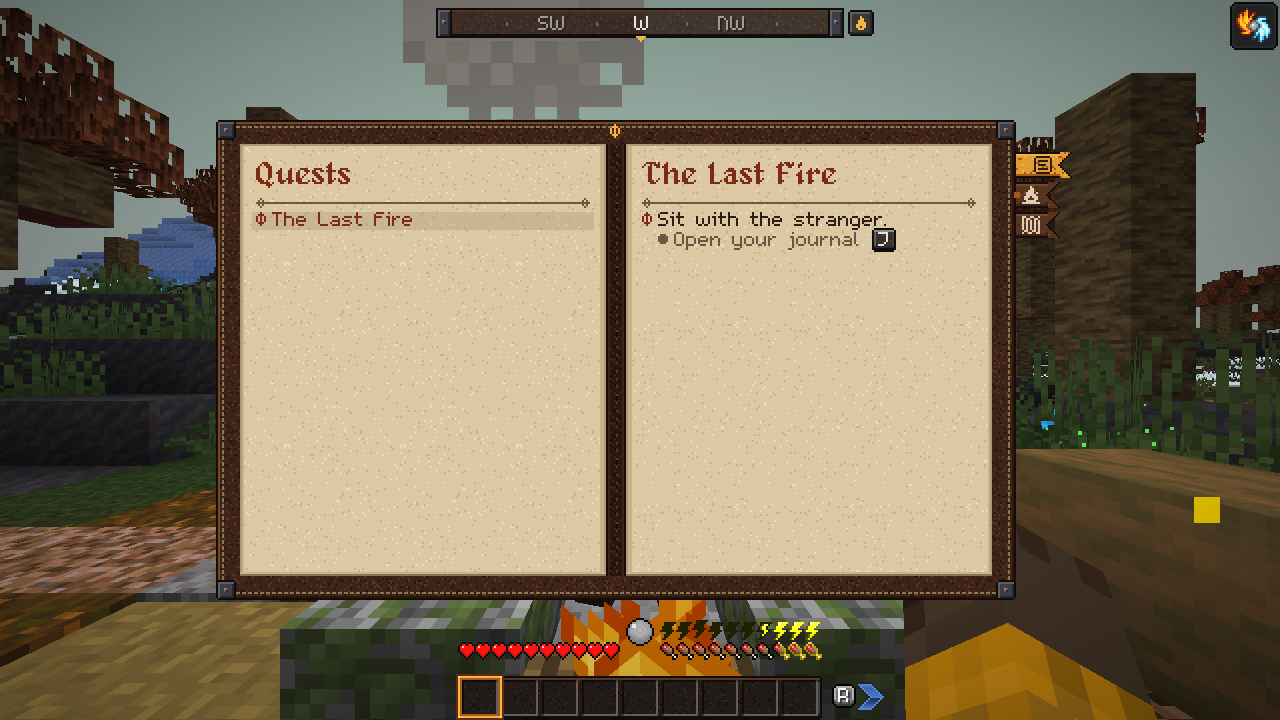 SW W NW
Quests
The Last Fire
The Last Fire
Sit with the stranger.
Open your journal J
R